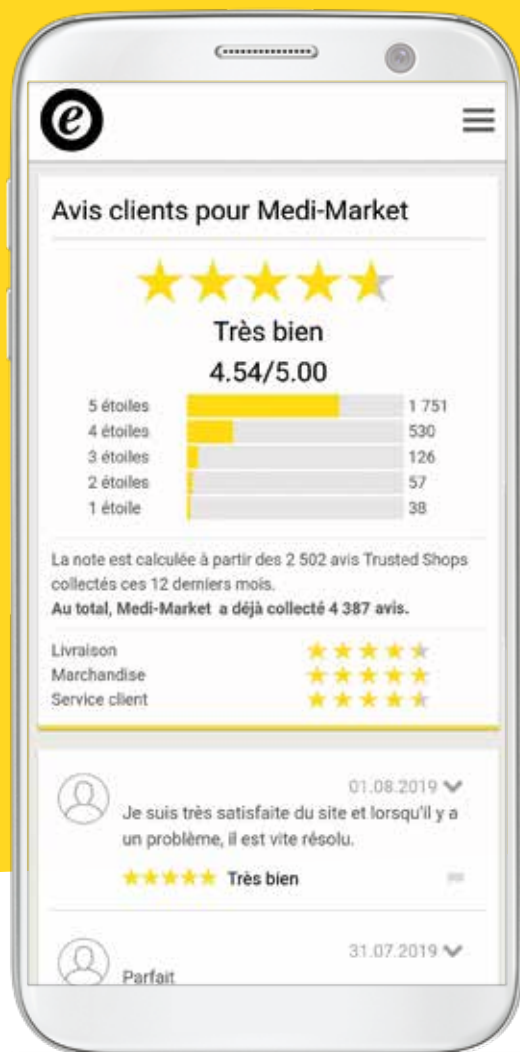 e
Avis clients pour Medi-Market
Très bien
4.54/5.00
5 étoiles 1 751
4 étoiles 530
3 étoiles 126
2 étoiles 57
1 étoile 38
La note est calculée à partir des 2 502 avis Trusted Shops
collectés ces 12 derniers mois.
Au total, Medi-Market a déjà collecté 4 387 avis.
Livraison
Marchandise
Service client
01.08.2019
Je suis très satisfaite du site et lorsqu'il y a
un problème, il est vite résolu.
Très bien
31.07.2019
Parfait